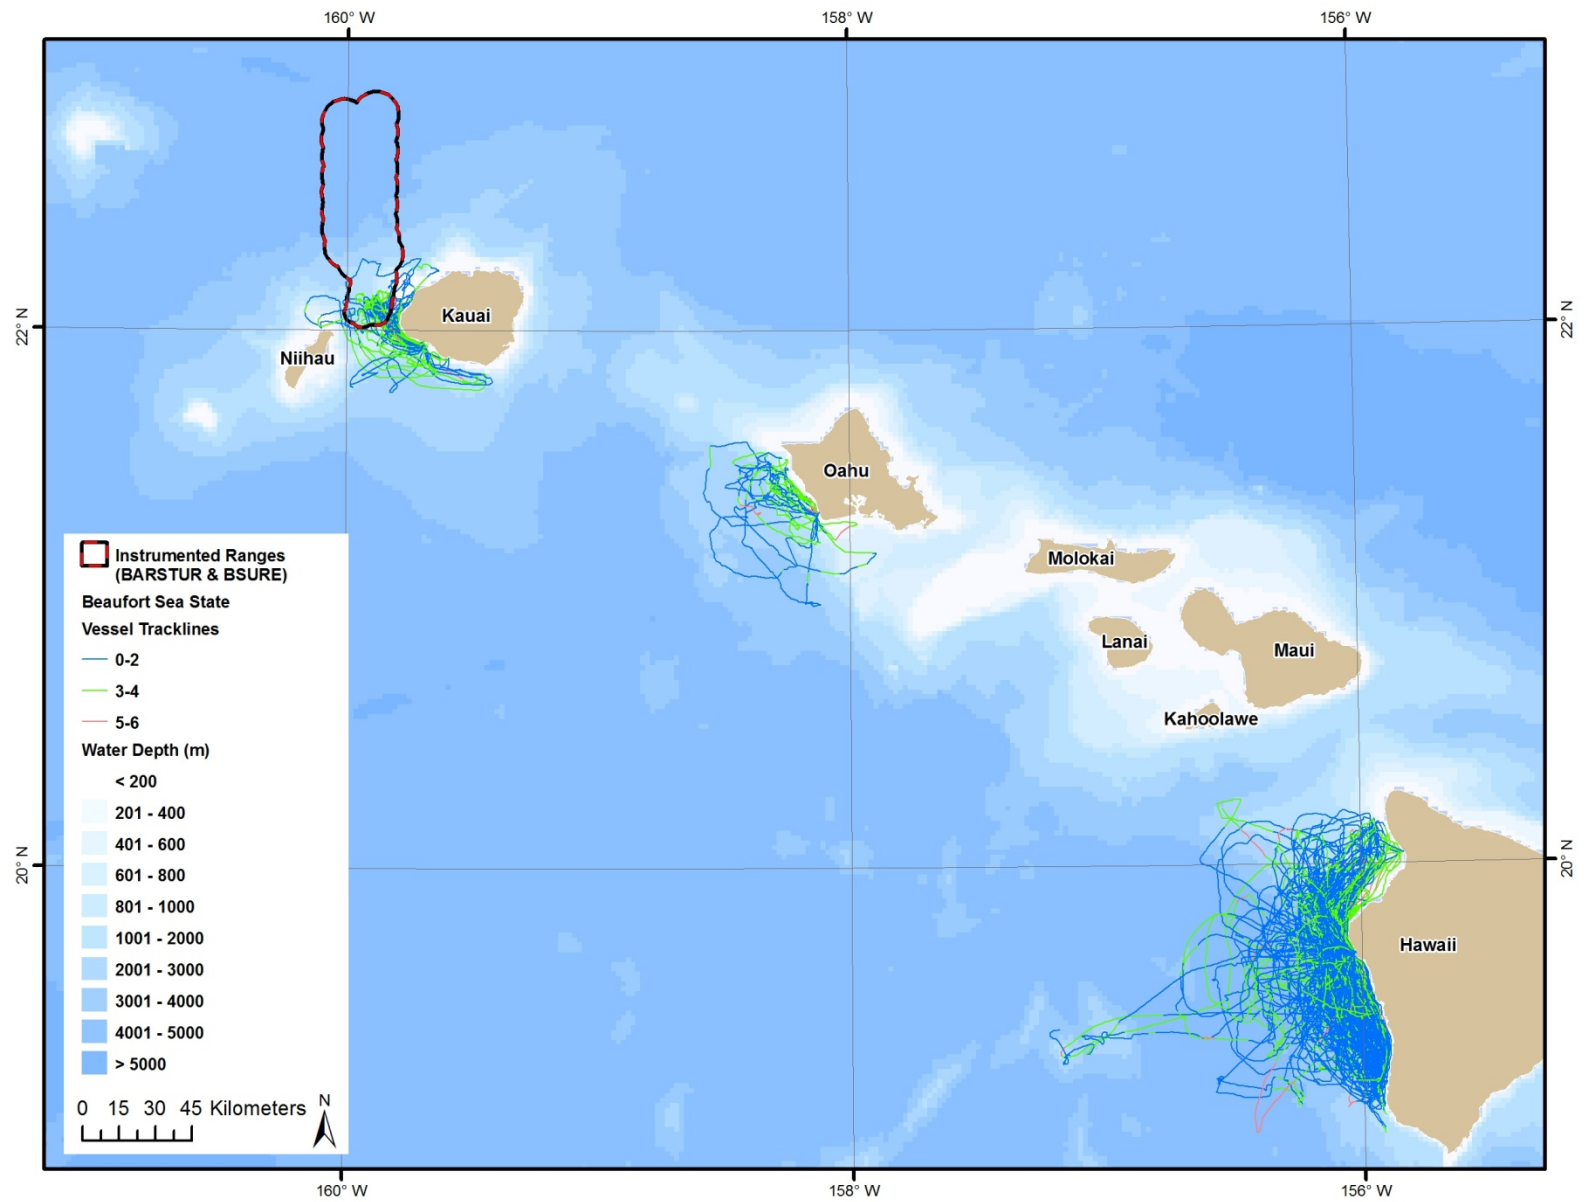 160° W
158° W
156° W
22° N
22° N
Kauai
Niihau
Oahu
Molokai
Lanai
Maui
Kahoolawe
20° N
20° N
Hawaii
Instrumented Ranges
(BARSTUR & BSURE)
Beaufort Sea State
Vessel Tracklines
0-2
3-4
5-6
Water Depth (m)
< 200
201 - 400
401 - 600
601 - 800
801 - 1000
1001 - 2000
2001 - 3000
3001 - 4000
4001 - 5000
> 5000
0 15 30 45 Kilometers
N
160° W
158° W
156° W